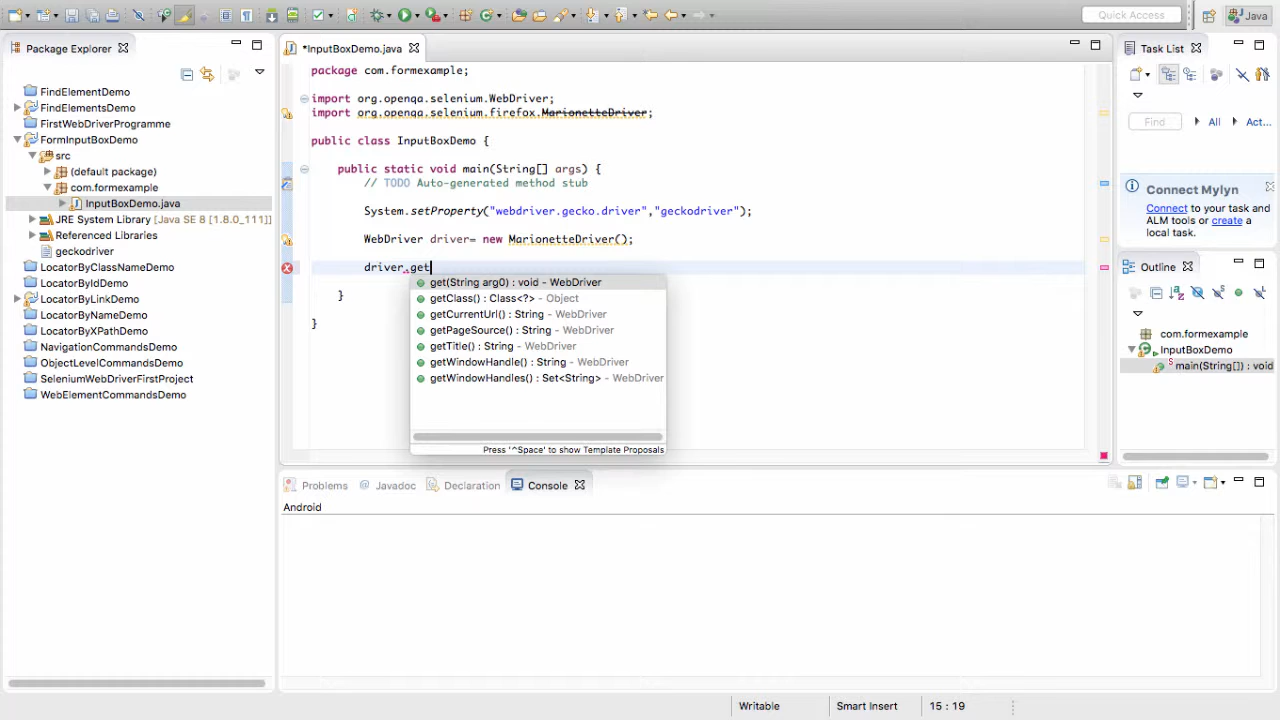 Quick Access
Java
Package Explorer
FindElementDemo
FindElementsDemo
FirstWebDriverProgramme
FormInputBoxDemo
src
(default package)
com.formexample
InputBoxDemo.java
JRE System Library [Java SE 8 [1.8.0_111]]
Referenced Libraries
geckodriver
LocatorByClassNameDemo
LocatorByIdDemo
LocatorByLinkDemo
LocatorByNameDemo
LocatorByXPathDemo
NavigationCommandsDemo
ObjectLevelCommandsDemo
SeleniumWebDriverFirstProject
WebElementCommandsDemo
*InputBoxDemo.java
package com.formexample;
import org.openqa.selenium.WebDriver;
import org.openqa.selenium.firefox.MarionetteDriver;
public class InputBoxDemo {
public static void main(String[] args) {
// TODO Auto-generated method stub
System.setProperty("webdriver.gecko.driver","geckodriver");
WebDriver driver= new MarionetteDriver();
driver.get
}
}
get(String arg0) : void - WebDriver
getClass() : Class<?> - Object
getCurrentUrl() : String - WebDriver
getPageSource() : String - WebDriver
getTitle() : String - WebDriver
getWindowHandle() : String - WebDriver
getWindowHandles() : Set<String> - WebDriver
Press '^Space' to show Template Proposals
Task List
Find
All
Act...
Connect Mylyn
Connect to your task and
ALM tools or create a
local task.
Outline
com.formexample
InputBoxDemo
main(String[]) : void
Problems
@ Javadoc
Declaration
Console
Android
Writable
Smart Insert
15 : 19